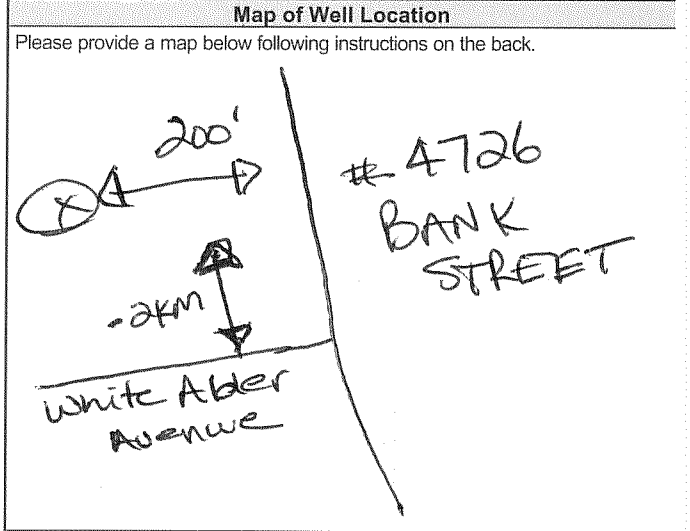 Map of Well Location
Please provide a map below following instructions on the back.
200'
X
# 4726
BANK
STREET
.2km
White Alder
Avenue